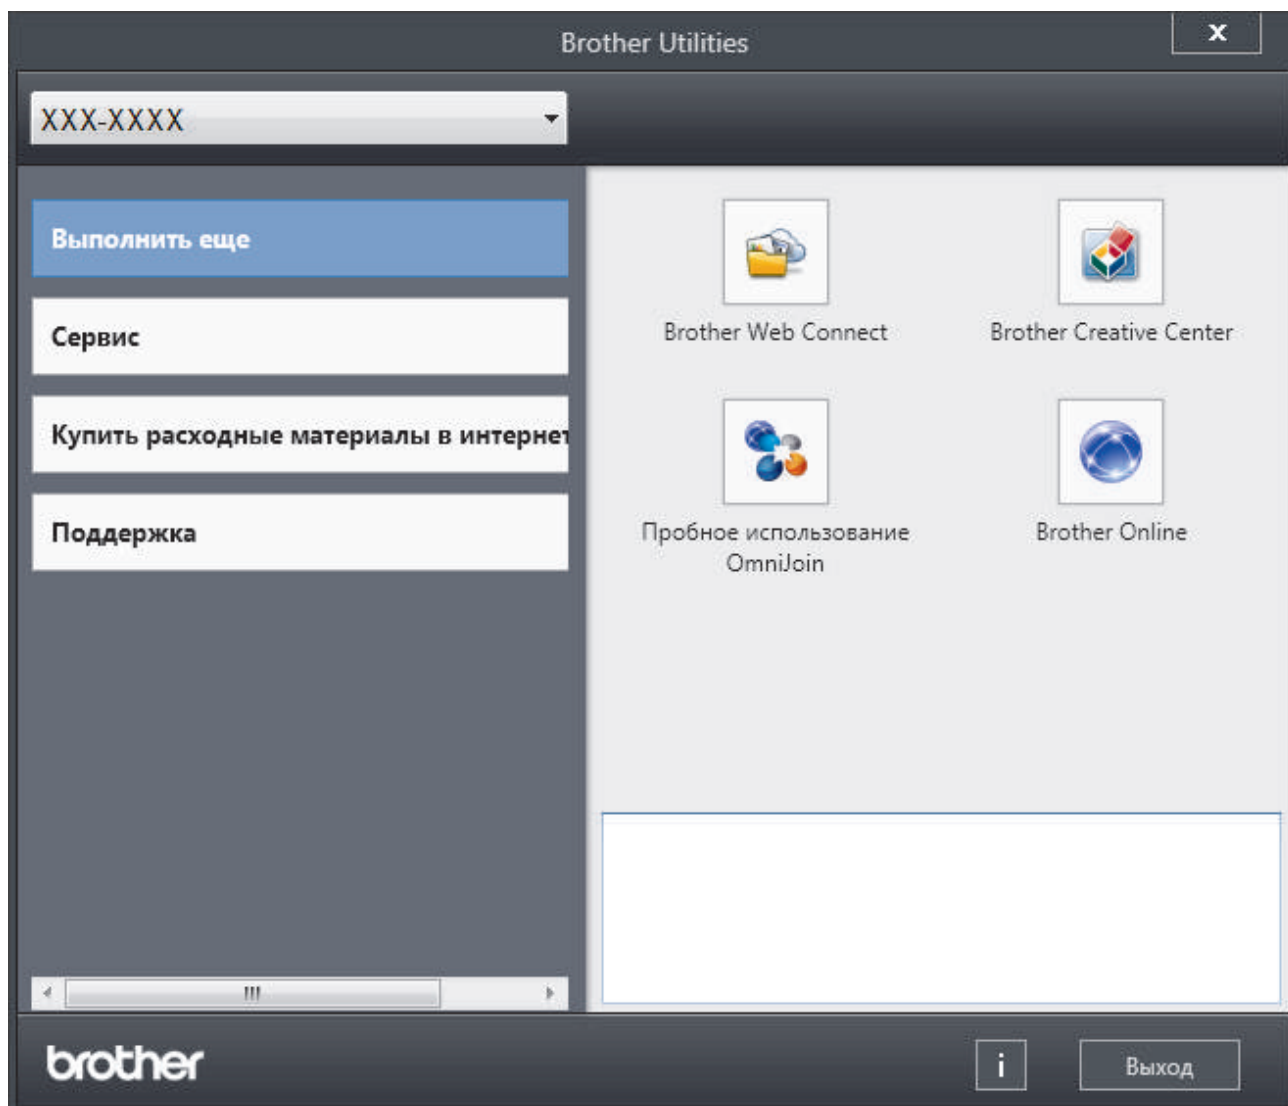 Brother Utilities
x
XXX-XXXX
Выполнить еще
Сервис
Купить расходные материалы в интернет
Поддержка
Brother Web Connect
Brother Creative Center
Пробное использование
OmniJoin
Brother Online
brother
i
Выход